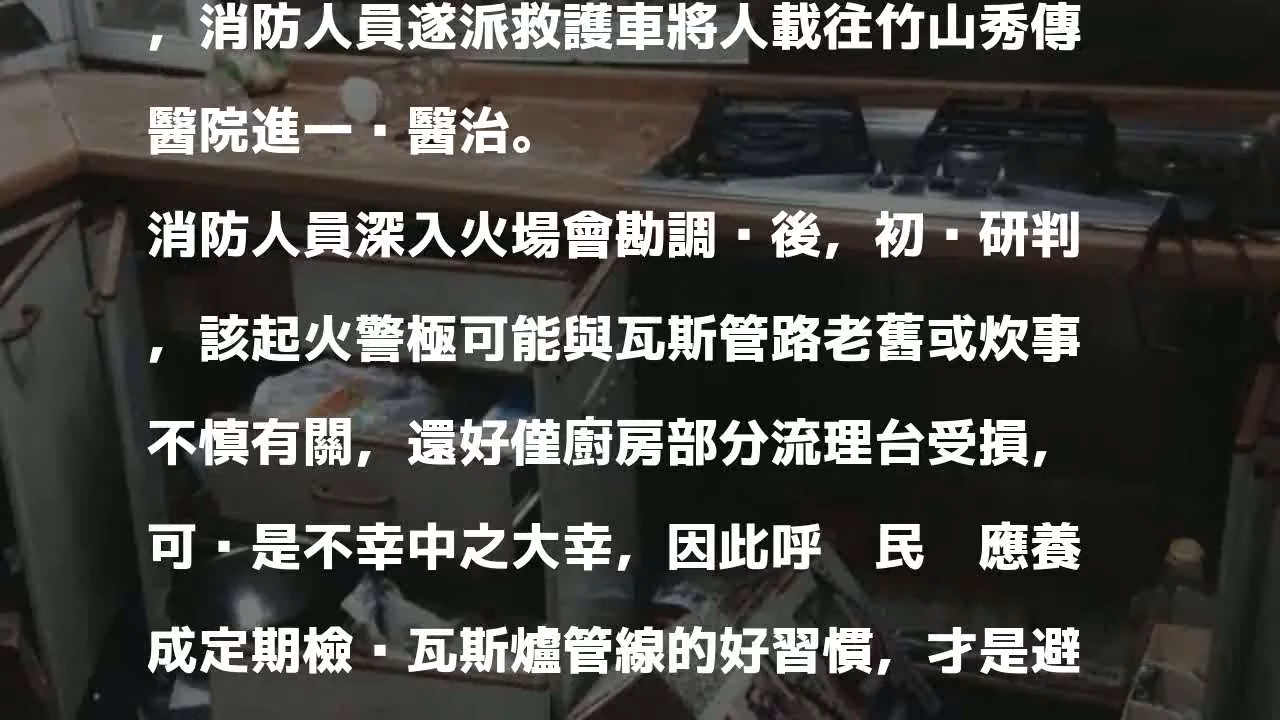 ，消防人員遂派救護車將人載往竹山秀傳
醫院進一·醫治。
消防人員深入火場會勘調·後，初·研判
，該起火警極可能與瓦斯管路老舊或炊事
不慎有關，還好僅廚房部分流理台受損，
可·是不幸中之大幸，因此呼　民　應養
成定期檢·瓦斯爐管線的好習慣，才是避